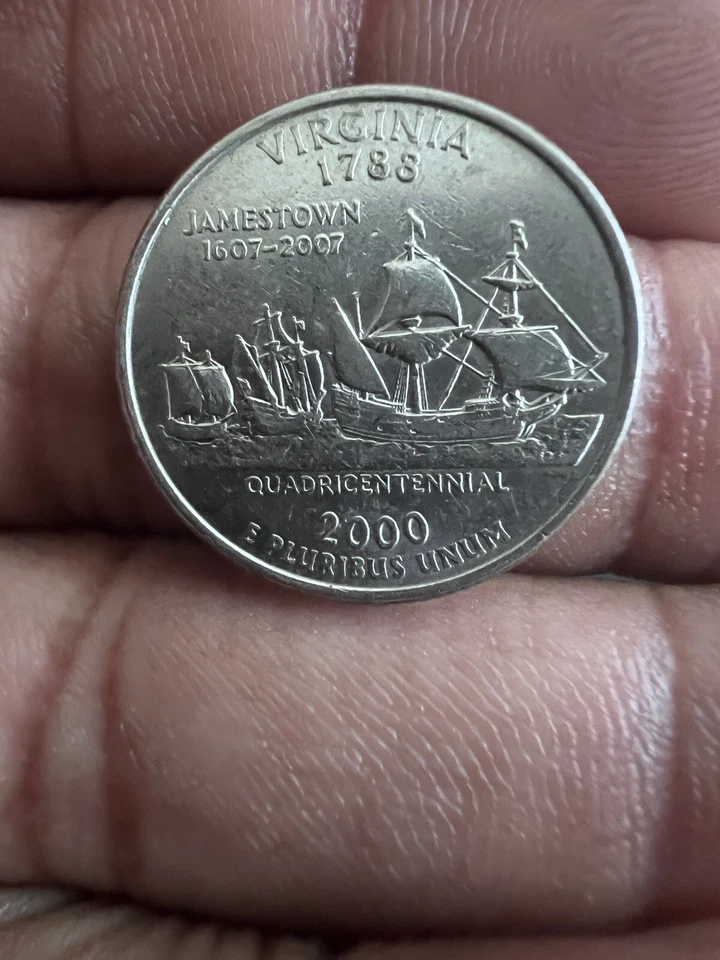 VIRGINIA
1788
JAMESTOWN
1607-2007
QUADRICENTENNIAL
2000
E PLURIBUS UNUM